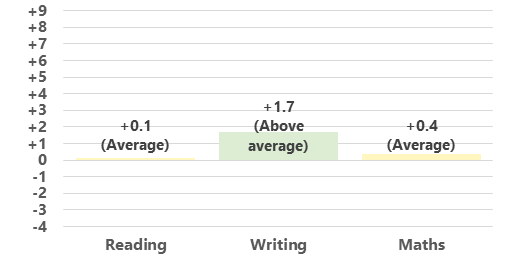 +9
+8
+7
+6
+5
+4
+3
+2
+1
0
-1
-2
-3
-4
+0.1
(Average)
+1.7
(Above
average)
+0.4
(Average)
Reading
Writing
Maths